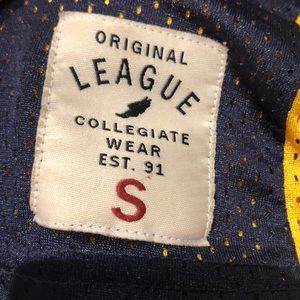 ORIGINAL
LEAGUE
COLLEGIATE
WEAR
EST. 91
S